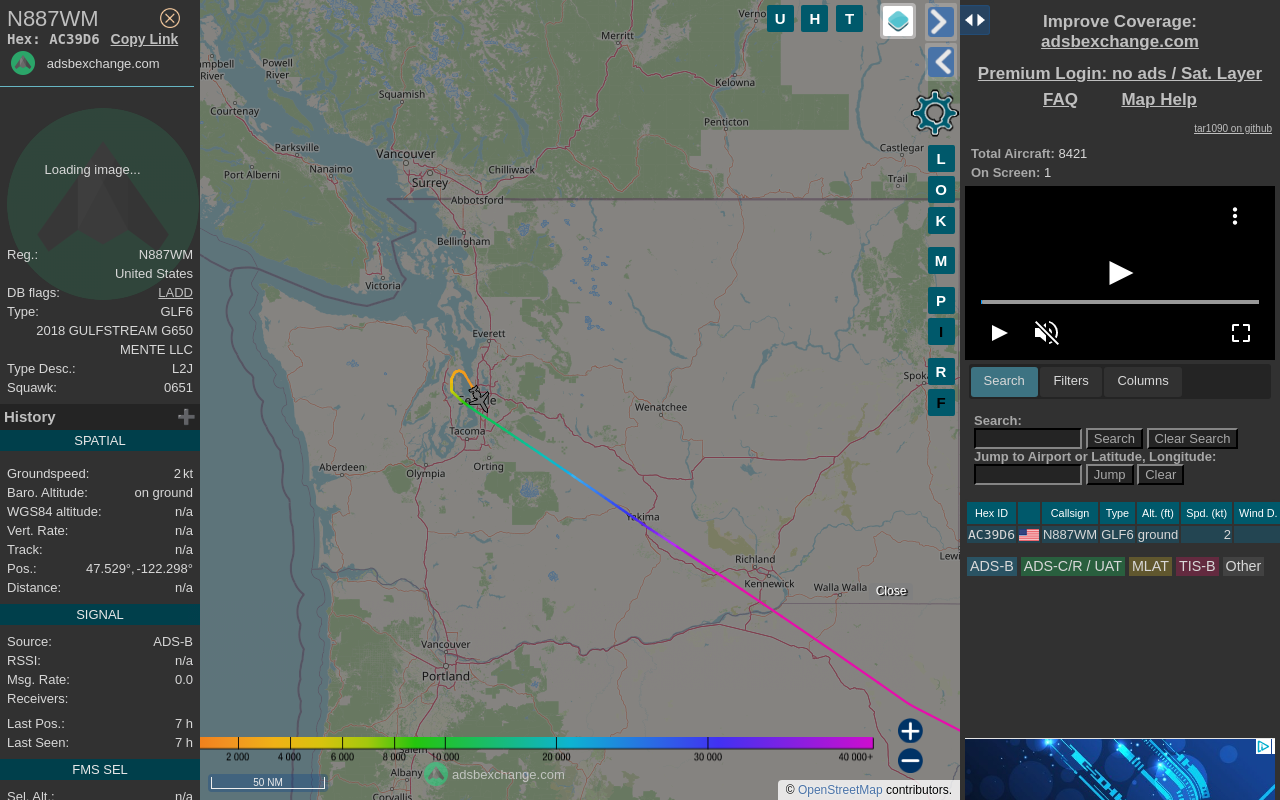 N887WM
Hex: AC39D6 Copy Link
adsbexchange.com
Loading image...
Reg.: N887WM
United States
DB flags: LADD
Type: GLF6
2018 GULFSTREAM G650
MENTE LLC
Type Desc.: L2J
Squawk: 0651
History
SPATIAL
Groundspeed: 2 kt
Baro. Altitude: on ground
WGS84 altitude: n/a
Vert. Rate: n/a
Track: n/a
Pos.: 47.529°, -122.298°
Distance: n/a
SIGNAL
Source: ADS-B
RSSI: n/a
Msg. Rate: 0.0
Receivers:
Last Pos.: 7 h
Last Seen: 7 h
FMS SEL
Sel. Alt.: n/a
U H T
Merritt
Powell
River
River
Squamish
Kelowna
Courtenay
Penticton
Parksville
Vancouver
Castlegar
Nanaimo
Chilliwack
Port Alberni
Surrey
Trail
Abbotsford
Bellingham
Victoria
Everett
Wenatchee
Tacoma
Aberdeen
Olympia
Orting
Yakima
Richland
Kennewick
Walla Walla
Close
Vancouver
Portland
Albany
Corvallis
L
O
K
M
P
I
R
F
2 000 4 000 6 000 8 000 10 000 20 000 30 000 40 000+
50 NM
adsbexchange.com
© OpenStreetMap contributors.
Improve Coverage:
adsbexchange.com
Premium Login: no ads / Sat. Layer
FAQ Map Help
tar1090 on github
Total Aircraft: 8421
On Screen: 1
Search Filters Columns
Search:
Search Clear Search
Jump to Airport or Latitude, Longitude:
Jump Clear
Hex ID Callsign Type Alt. (ft) Spd. (kt) Wind D.
AC39D6 N887WM GLF6 ground 2
ADS-B ADS-C/R / UAT MLAT TIS-B Other